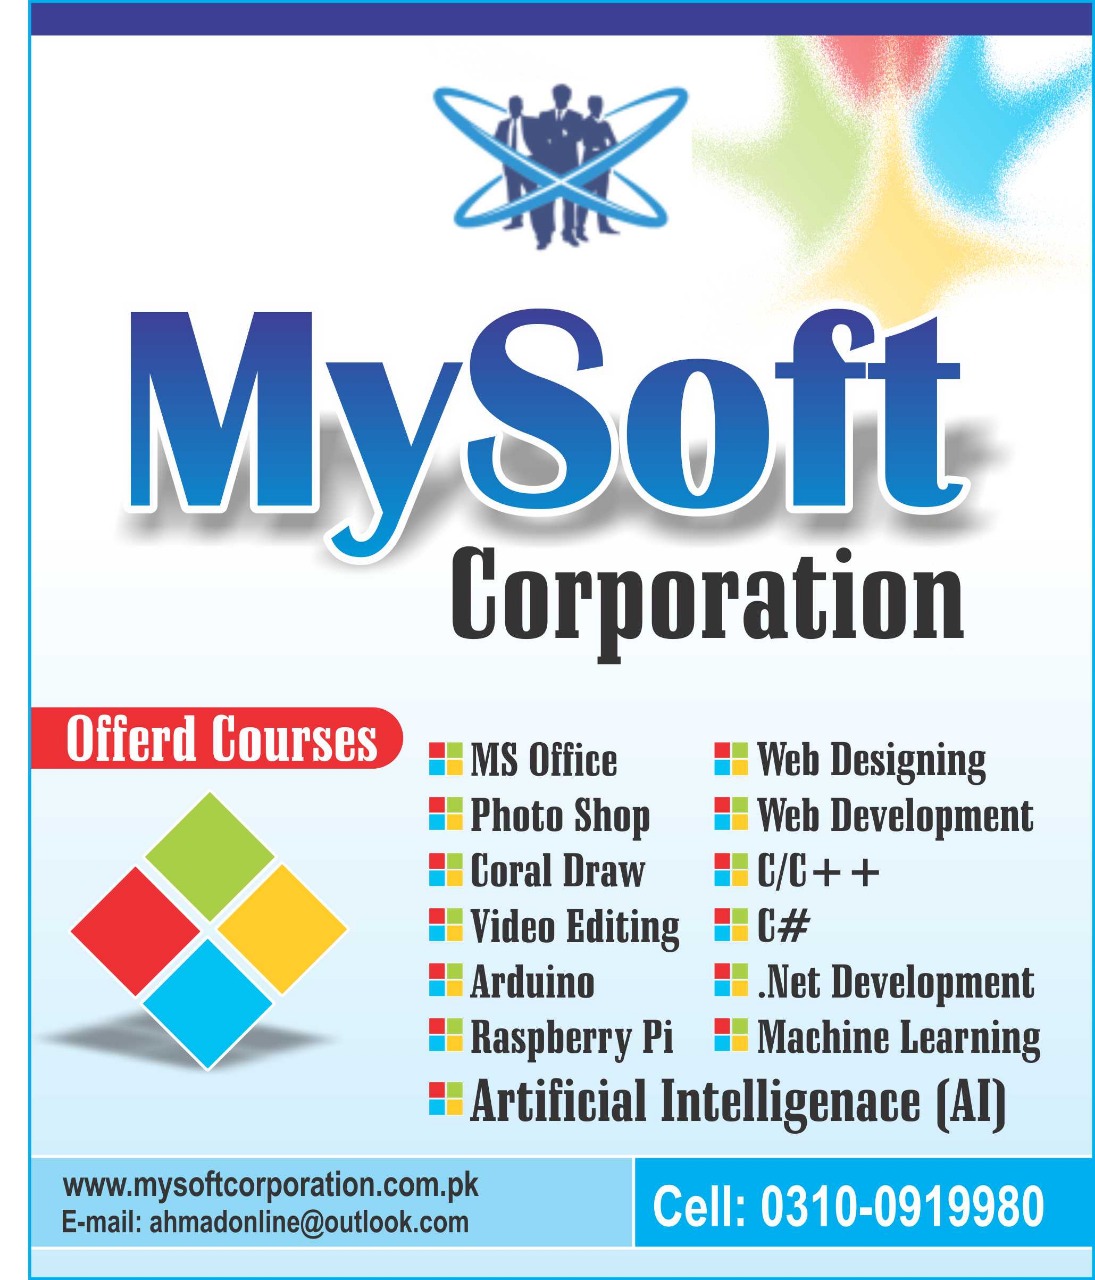 MySoft
Corporation
Offerd Courses
MS Office
Photo Shop
Coral Draw
Video Editing
Arduino
Raspberry Pi
Web Designing
Web Development
C/C++
C#
.Net Development
Machine Learning
Artificial Intelligenace (AI)
www.mysoftcorporation.com.pk
E-mail: ahmadonline@outlook.com
Cell: 0310-0919980